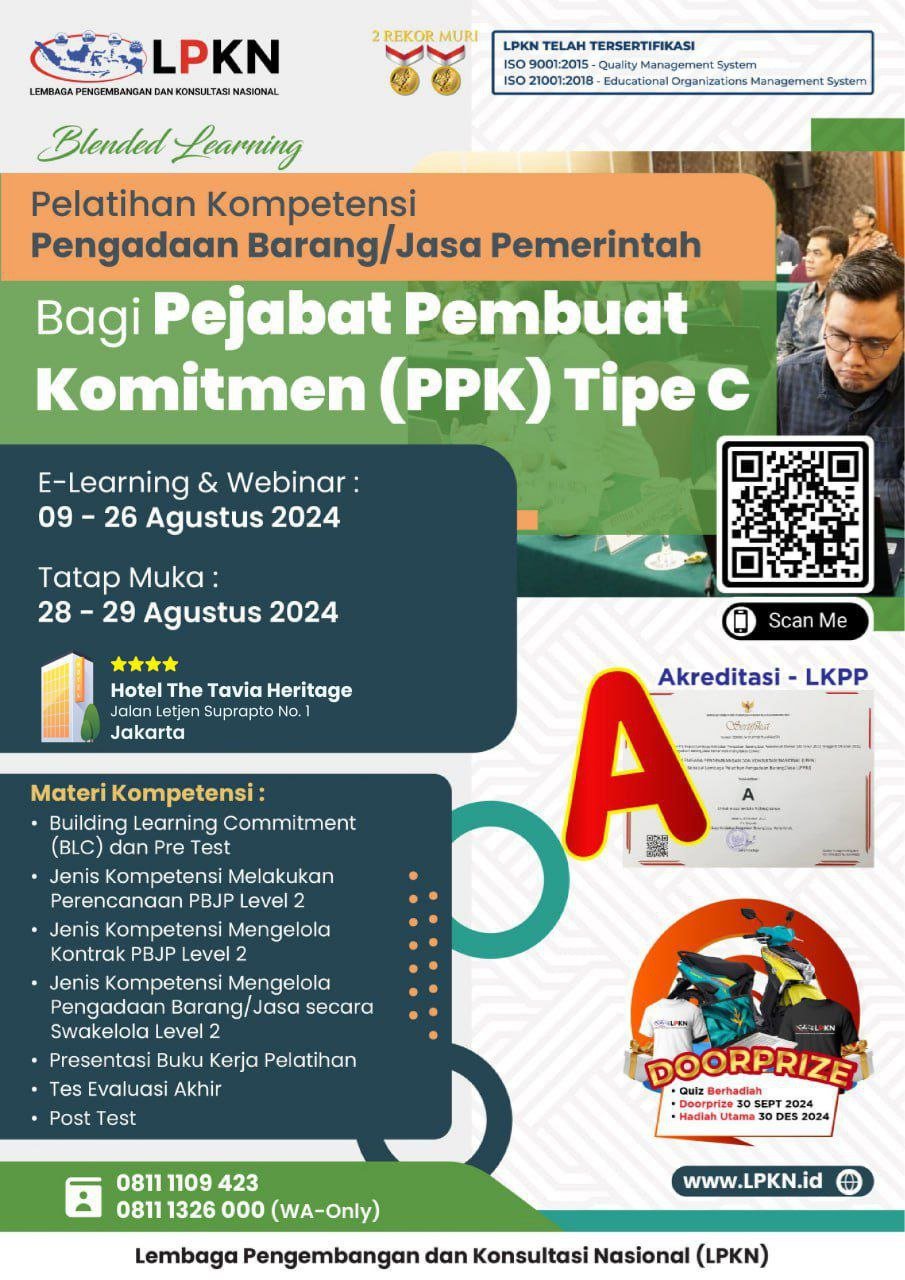 LPKN
LEMBAGA PENGEMBANGAN DAN KONSULTASI NASIONAL
2 REKOR MURI
LPKN TELAH TERSERTIFIKASI
ISO 9001:2015 - Quality Management System
ISO 21001:2018 - Educational Organizations Management System
Blended Learning
Pelatihan Kompetensi
Pengadaan Barang/Jasa Pemerintah
Bagi Pejabat Pembuat
Komitmen (PPK) Tipe C
E-Learning & Webinar :
09 - 26 Agustus 2024
Tatap Muka :
28 - 29 Agustus 2024
Scan Me
HOTEL
Hotel The Tavia Heritage
Jalan Letjen Suprapto No. 1
Jakarta
A
Akreditasi - LKPP
Sertifikat
A
Materi Kompetensi :
• Building Learning Commitment
(BLC) dan Pre Test
• Jenis Kompetensi Melakukan
Perencanaan PBJP Level 2
• Jenis Kompetensi Mengelola
Kontrak PBJP Level 2
• Jenis Kompetensi Mengelola
Pengadaan Barang/Jasa secara
Swakelola Level 2
• Presentasi Buku Kerja Pelatihan
• Tes Evaluasi Akhir
• Post Test
LPKN
LPKN
DOORPRIZE
• Quiz Berhadiah
• Doorprize 30 SEPT 2024
• Hadiah Utama 30 DES 2024
0811 1109 423
0811 1326 000 (WA-Only)
www.LPKN.id
Lembaga Pengembangan dan Konsultasi Nasional (LPKN)